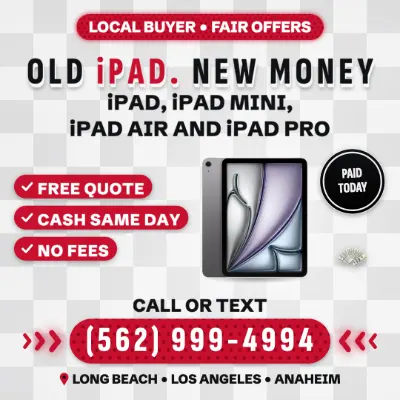 LOCAL BUYER • FAIR OFFERS
OLD iPAD. NEW MONEY
iPAD, iPAD MINI,
iPAD AIR AND iPAD PRO
PAID
TODAY
FREE QUOTE
CASH SAME DAY
NO FEES
CALL OR TEXT
(562) 999-4994
LONG BEACH • LOS ANGELES • ANAHEIM